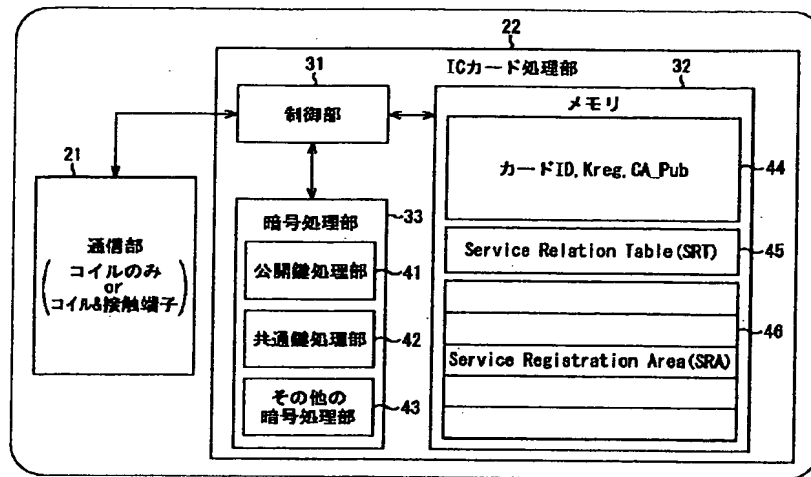 22
ICカード処理部
31
制御部
32
メモリ
カードID, Kreg, CA_Pub
44
21
通信部
(コイルのみ
or
コイル&接触端子)
暗号処理部
33
公開鍵処理部
41
共通鍵処理部
42
その他の
暗号処理部
43
Service Relation Table(SRT)
45
46
Service Registration Area(SRA)